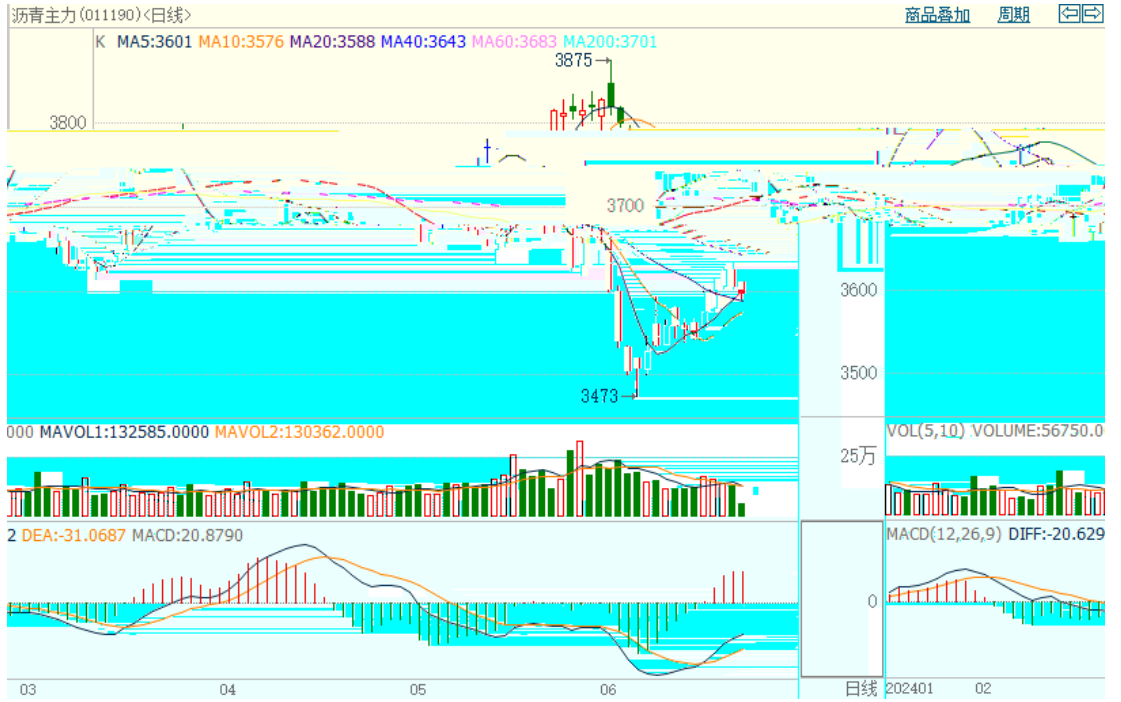 沥青主力(011190)<日线> 商品叠加 周期
K MA5:3601 MA10:3576 MA20:3588 MA40:3643 MA60:3683 MA200:3701
3875
3800
3700
3600
3500
3473
000 MAVOL1:132585.0000 MAVOL2:130362.0000
VOL(5,10) VOLUME:56750.0
25万
2 DEA:-31.0687 MACD:20.8790
MACD(12,26,9) DIFF:-20.629
0
03 04 05 06 日线 202401 02